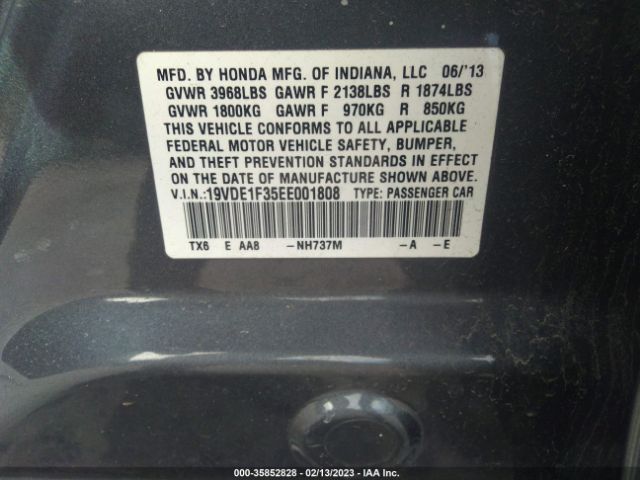 MFD. BY HONDA MFG. OF INDIANA, LLC 06/'13
GVWR 3968LBS GAWR F 2138LBS R 1874LBS
GVWR 1800KG GAWR F 970KG R 850KG
THIS VEHICLE CONFORMS TO ALL APPLICABLE
FEDERAL MOTOR VEHICLE SAFETY, BUMPER,
AND THEFT PREVENTION STANDARDS IN EFFECT
ON THE DATE OF MANUFACTURE SHOWN ABOVE.
V.I.N.:19VDE1F35EE001808 TYPE: PASSENGER CAR
TX6 E AA8 -NH737M -A -E
000-35852828 - 02/13/2023 - IAA Inc.